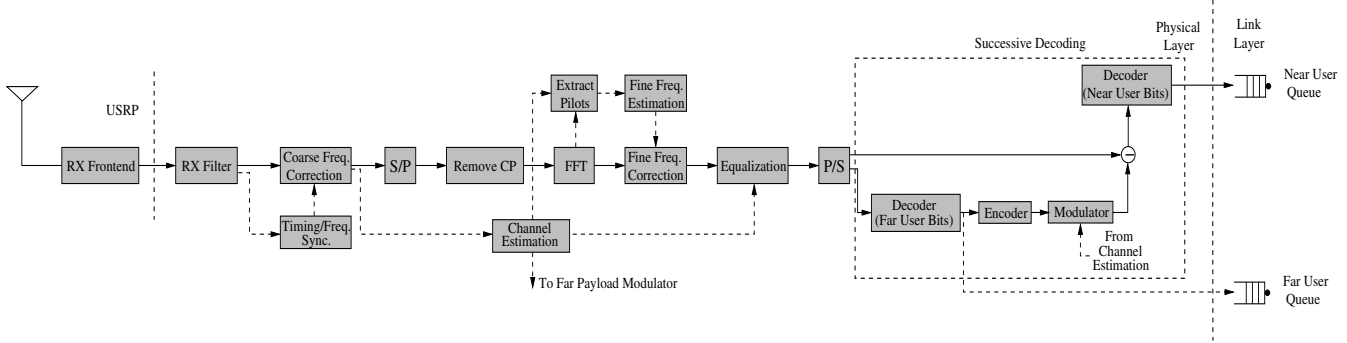 USRP
RX Frontend
RX Filter
Coarse Freq.
Correction
Timing/Freq.
Sync.
S/P
Remove CP
Channel
Estimation
To Far Payload Modulator
Extract
Pilots
Fine Freq.
Estimation
FFT
Fine Freq.
Correction
Equalization
P/S
Successive Decoding
Physical
Layer
Link
Layer
Decoder
(Near User Bits)
Near User
Queue
Decoder
(Far User Bits)
Encoder
Modulator
From
Channel
Estimation
Far User
Queue